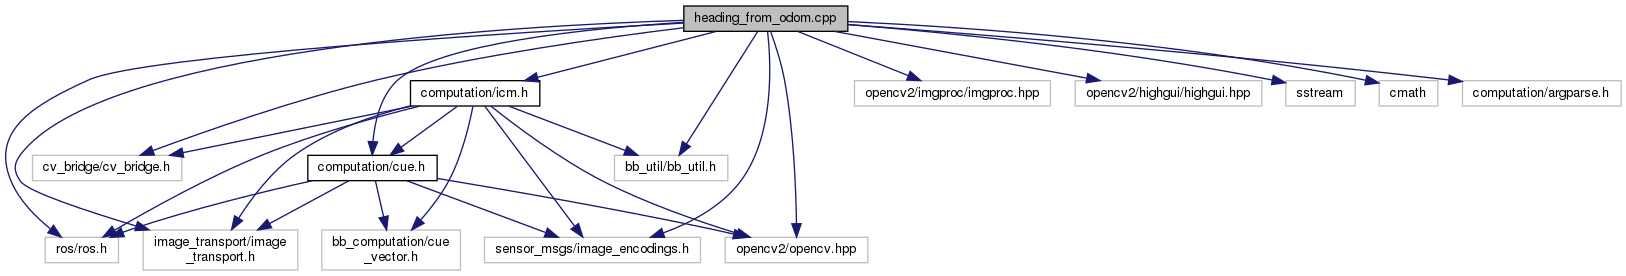 heading_from_odom.cpp
computation/icm.h
opencv2/imgproc/imgproc.hpp
opencv2/highgui/highgui.hpp
sstream
cmath
computation/argparse.h
cv_bridge/cv_bridge.h
computation/cue.h
bb_util/bb_util.h
ros/ros.h
image_transport/image
_transport.h
bb_computation/cue
_vector.h
sensor_msgs/image_encodings.h
opencv2/opencv.hpp